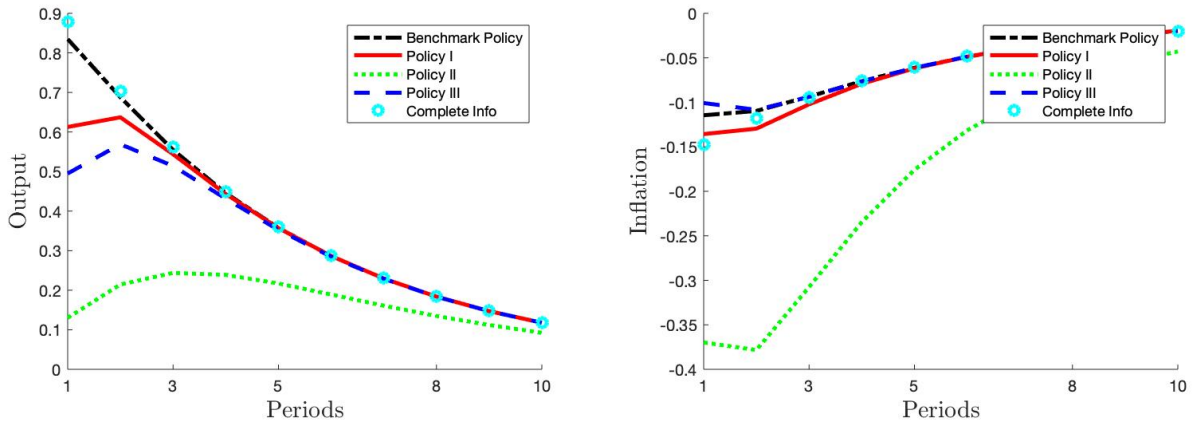 0.9
0.8
0.7
0.6
0.5
0.4
0.3
0.2
0.1
0
Output
1
3
5
8
10
Periods
Benchmark Policy
Policy I
Policy II
Policy III
Complete Info
0
-0.05
-0.1
-0.15
-0.2
-0.25
-0.3
-0.35
-0.4
Inflation
1
3
5
8
10
Periods
Benchmark Policy
Policy I
Policy II
Policy III
Complete Info